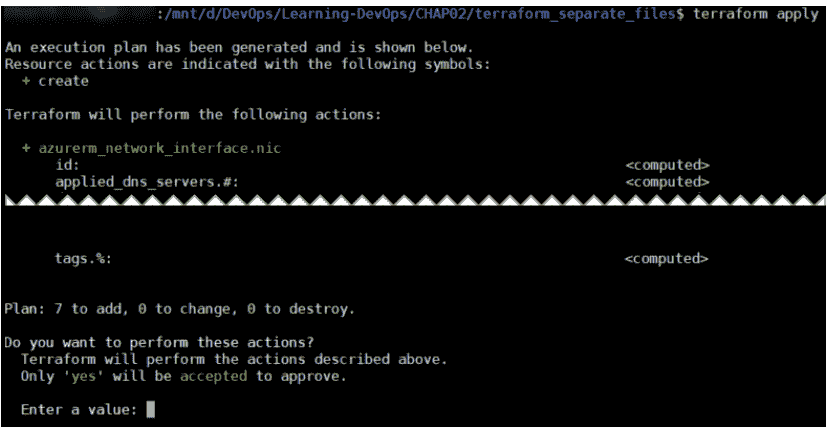 :/mnt/d/DevOps/Learning-DevOps/CHAP02/terraform_separate_files$ terraform apply
An execution plan has been generated and is shown below.
Resource actions are indicated with the following symbols:
+ create
Terraform will perform the following actions:
+ azurerm_network_interface.nic
id: <computed>
applied_dns_servers.#: <computed>
tags.%: <computed>
Plan: 7 to add, 0 to change, 0 to destroy.
Do you want to perform these actions?
Terraform will perform the actions described above.
Only 'yes' will be accepted to approve.
Enter a value: